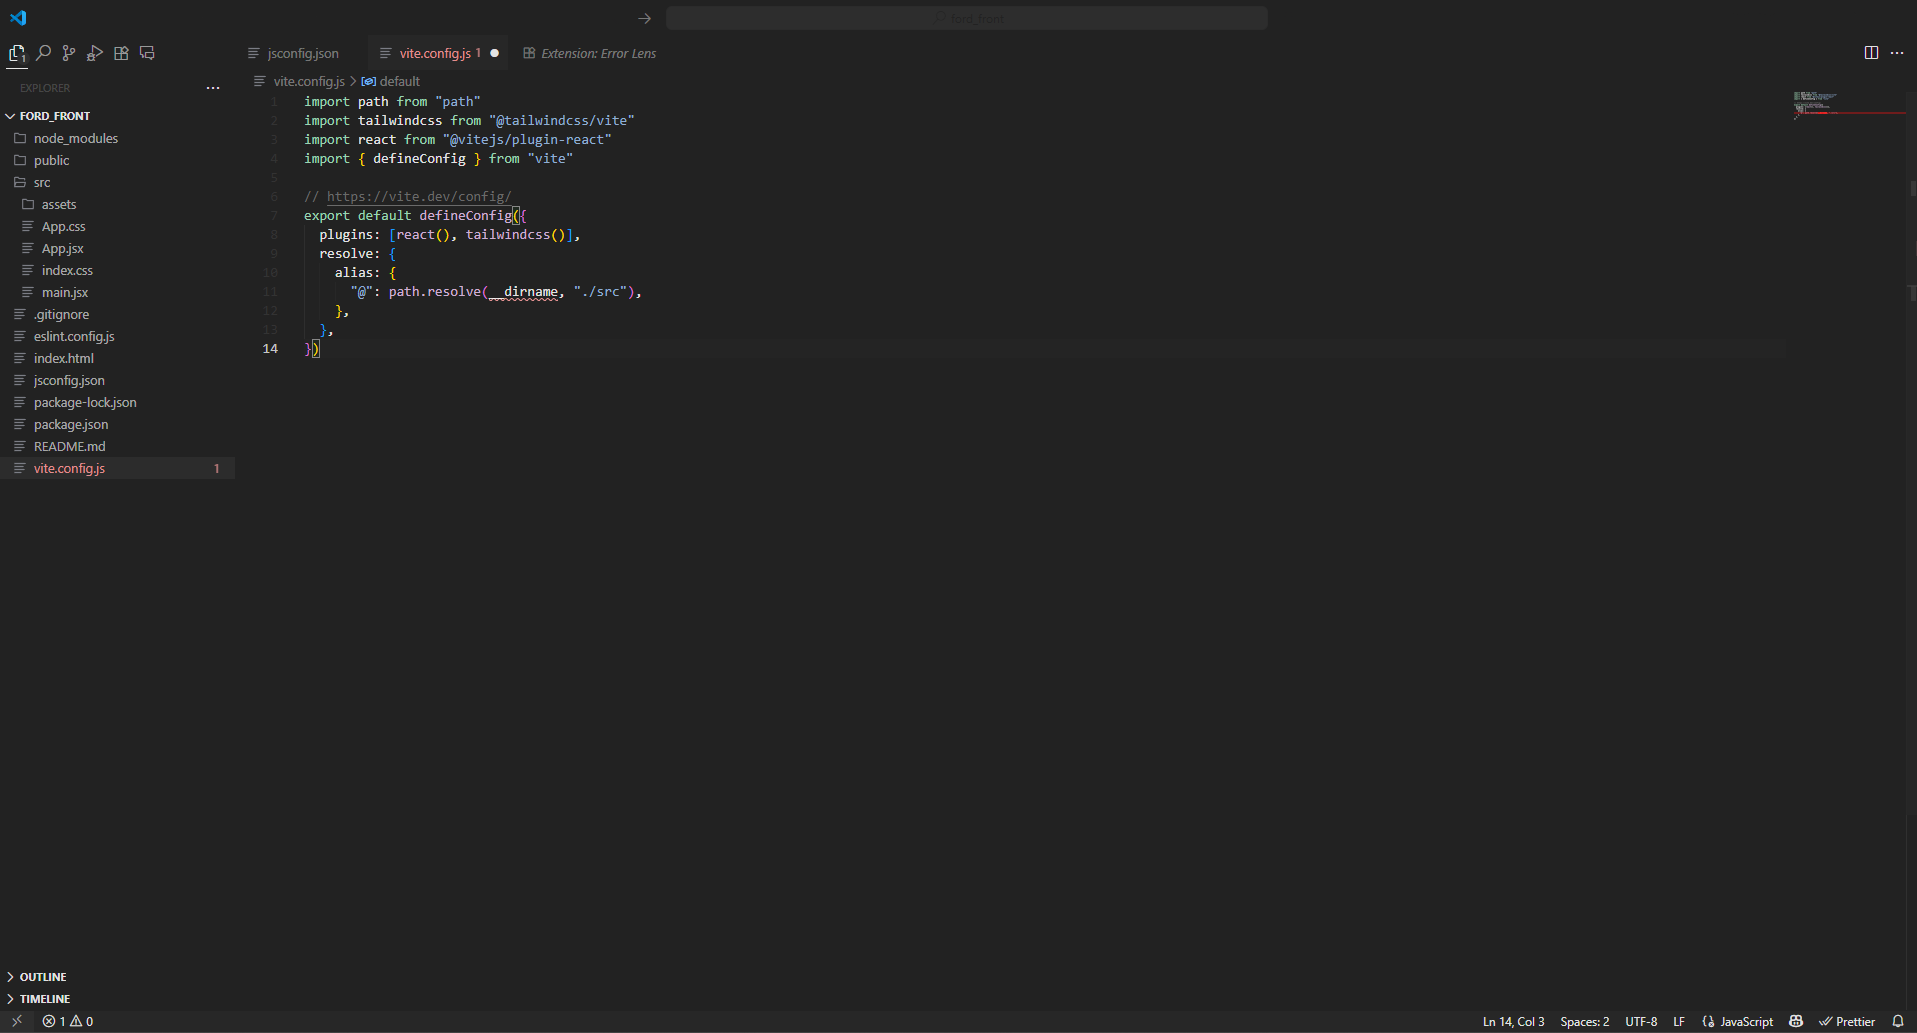 ford_front
1
jsconfig.json
vite.config.js 1
Extension: Error Lens
EXPLORER
vite.config.js > default
FORD_FRONT
node_modules
public
src
assets
App.css
App.jsx
index.css
main.jsx
.gitignore
eslint.config.js
index.html
jsconfig.json
package-lock.json
package.json
README.md
vite.config.js 1
1 import path from "path"
2 import tailwindcss from "@tailwindcss/vite"
3 import react from "@vitejs/plugin-react"
4 import { defineConfig } from "vite"
5
6 // https://vite.dev/config/
7 export default defineConfig({
8 plugins: [react(), tailwindcss()],
9 resolve: {
10 alias: {
11 "@": path.resolve(__dirname, "./src"),
12 },
13 },
14 })
OUTLINE
TIMELINE
1 0
Ln 14, Col 3 Spaces: 2 UTF-8 LF {} JavaScript Prettier